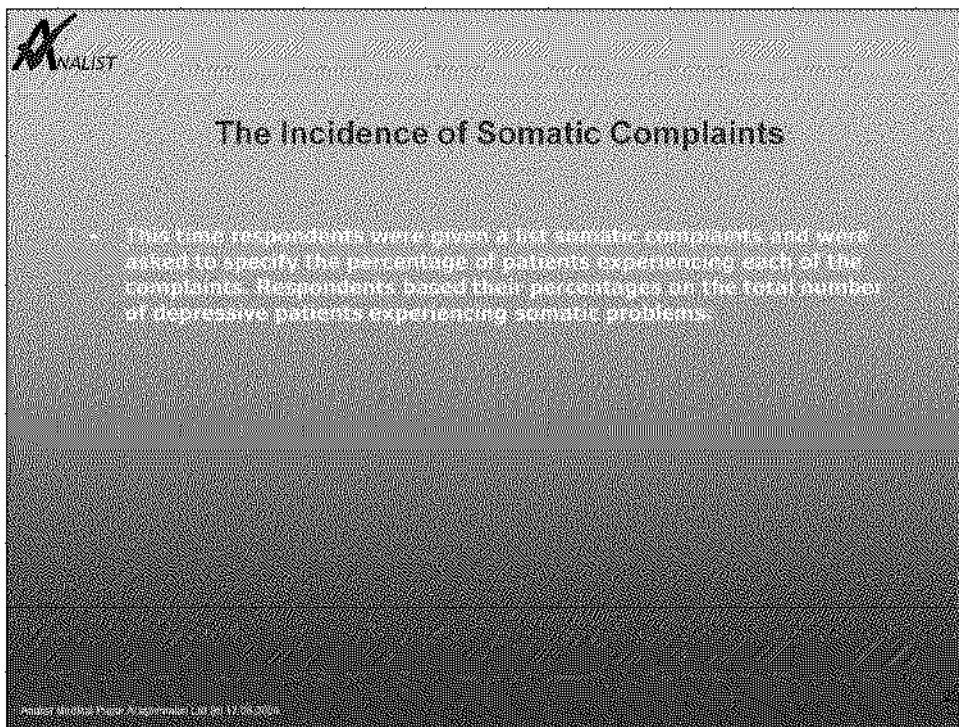 ANALIST
The Incidence of Somatic Complaints
• This time respondents were given a list somatic complaints and were
asked to specify the percentage of patients experiencing each of the
complaints. Respondents based their percentages on the total number
of depressive patients experiencing somatic problems.
Analist Medikal